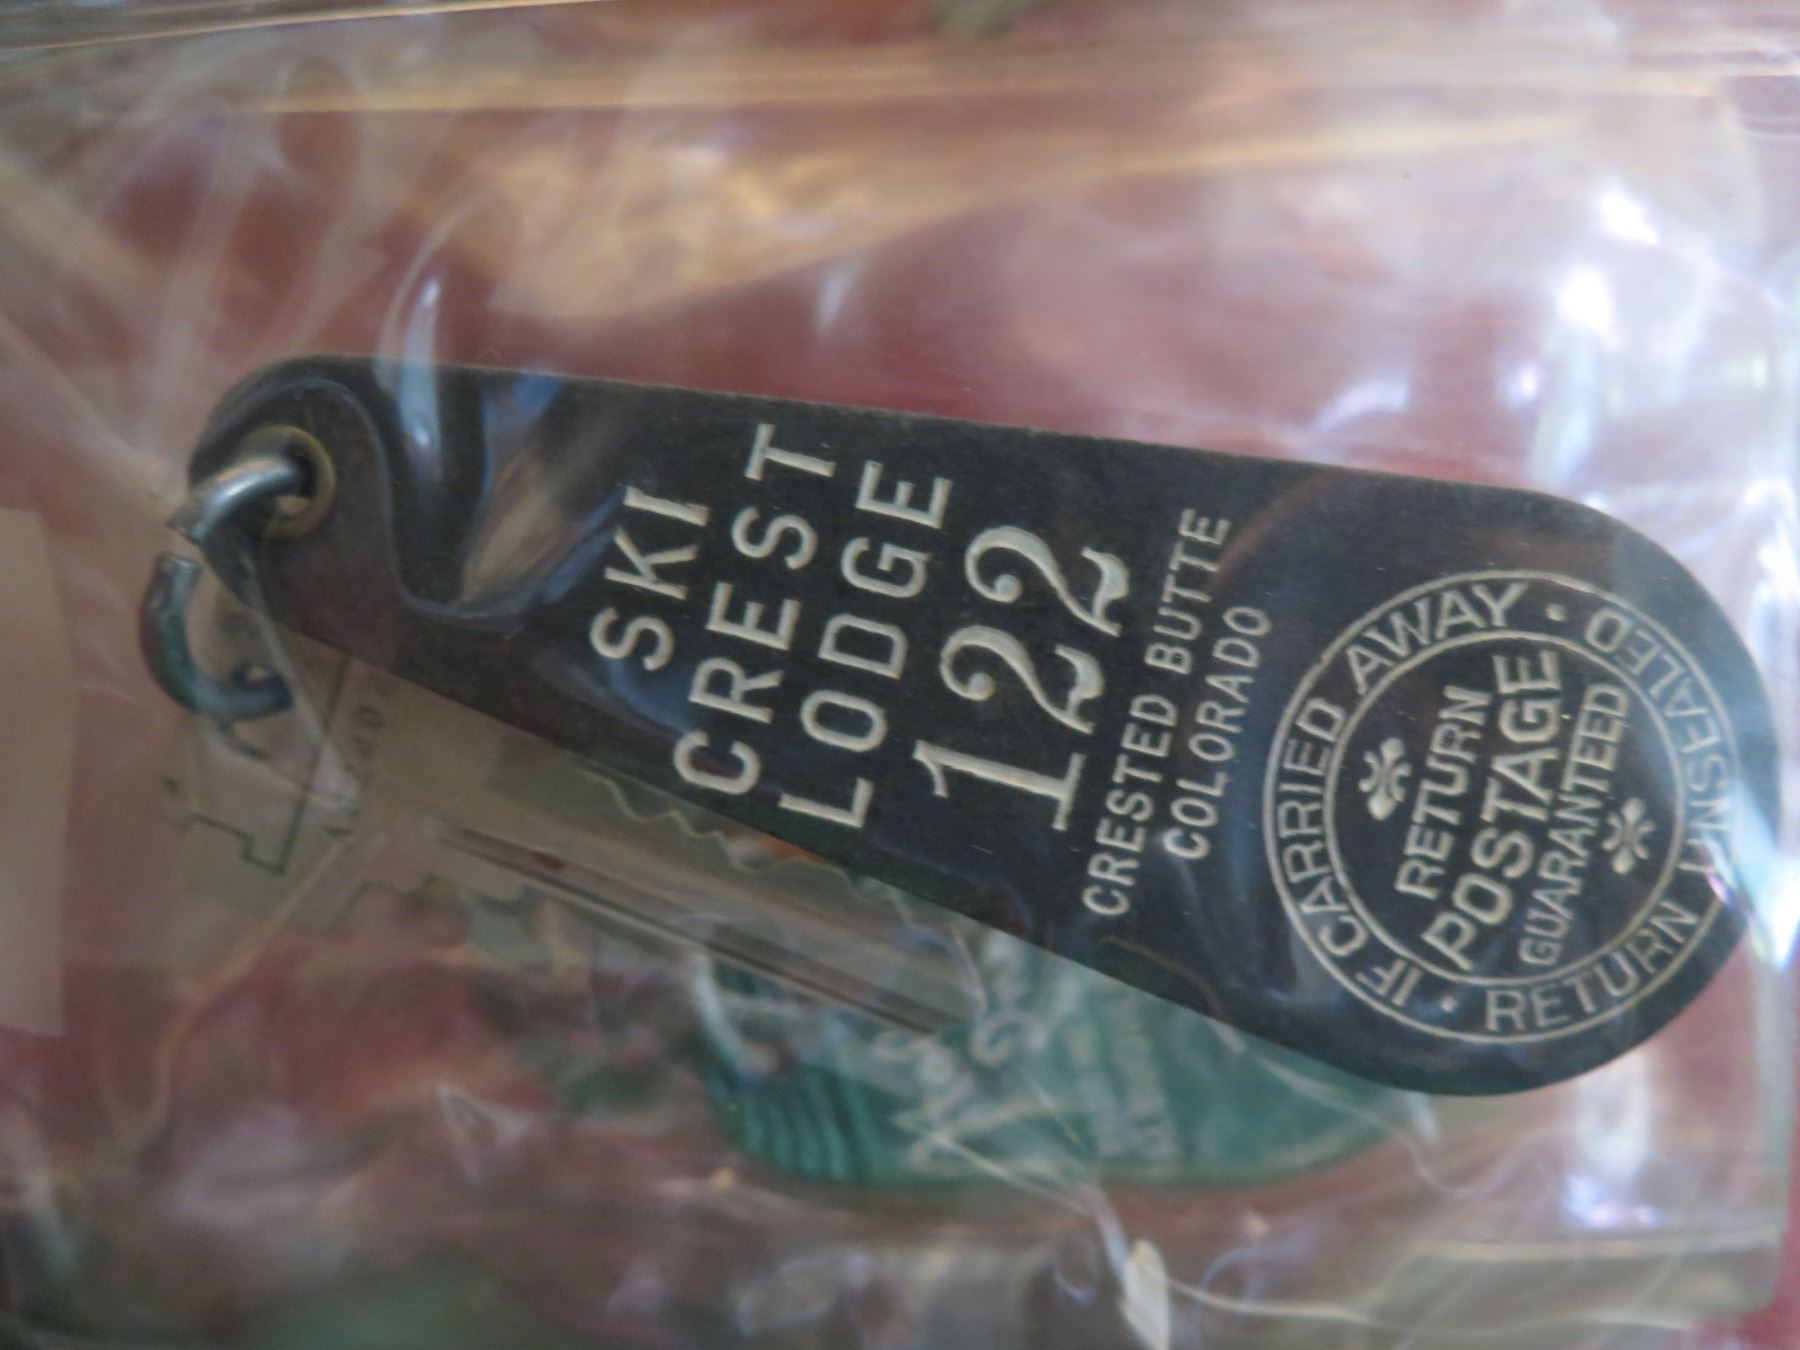 SKI
CREST
LODGE
122
CRESTED BUTTE
COLORADO
IF CARRIED AWAY · RETURN UNSEALED ·
RETURN
POSTAGE
GUARANTEED